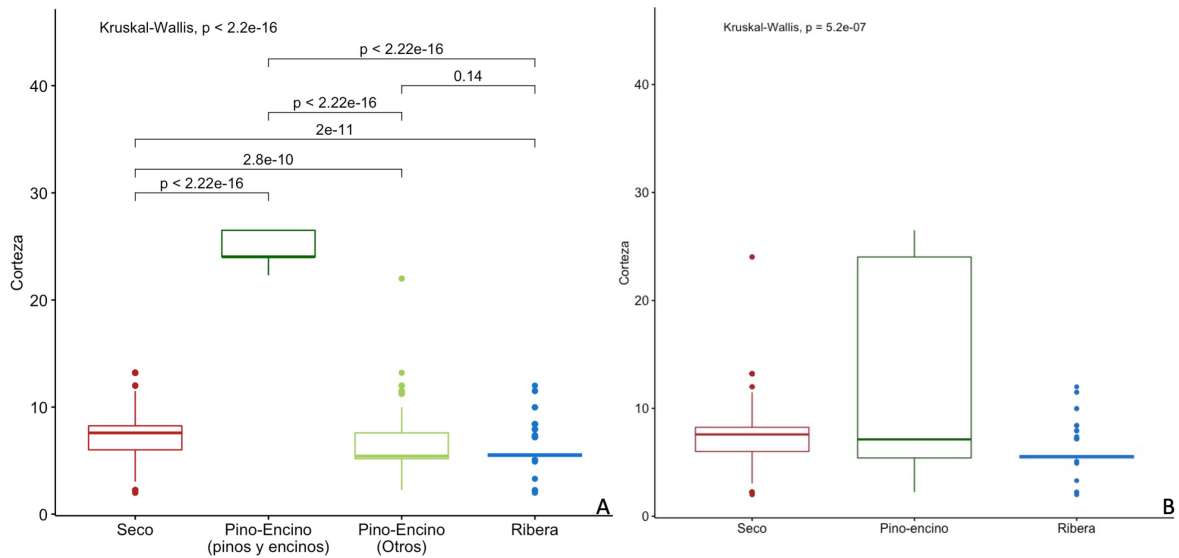 Kruskal-Wallis, p < 2.2e-16
p < 2.22e-16
0.14
p < 2.22e-16
2e-11
2.8e-10
p < 2.22e-16
Corteza
40
30
20
10
0
Seco
Pino-Encino
(pinos y encinos)
Pino-Encino
(Otros)
Ribera
A
Kruskal-Wallis, p = 5.2e-07
Corteza
40
30
20
10
0
Seco
Pino-encino
Ribera
B